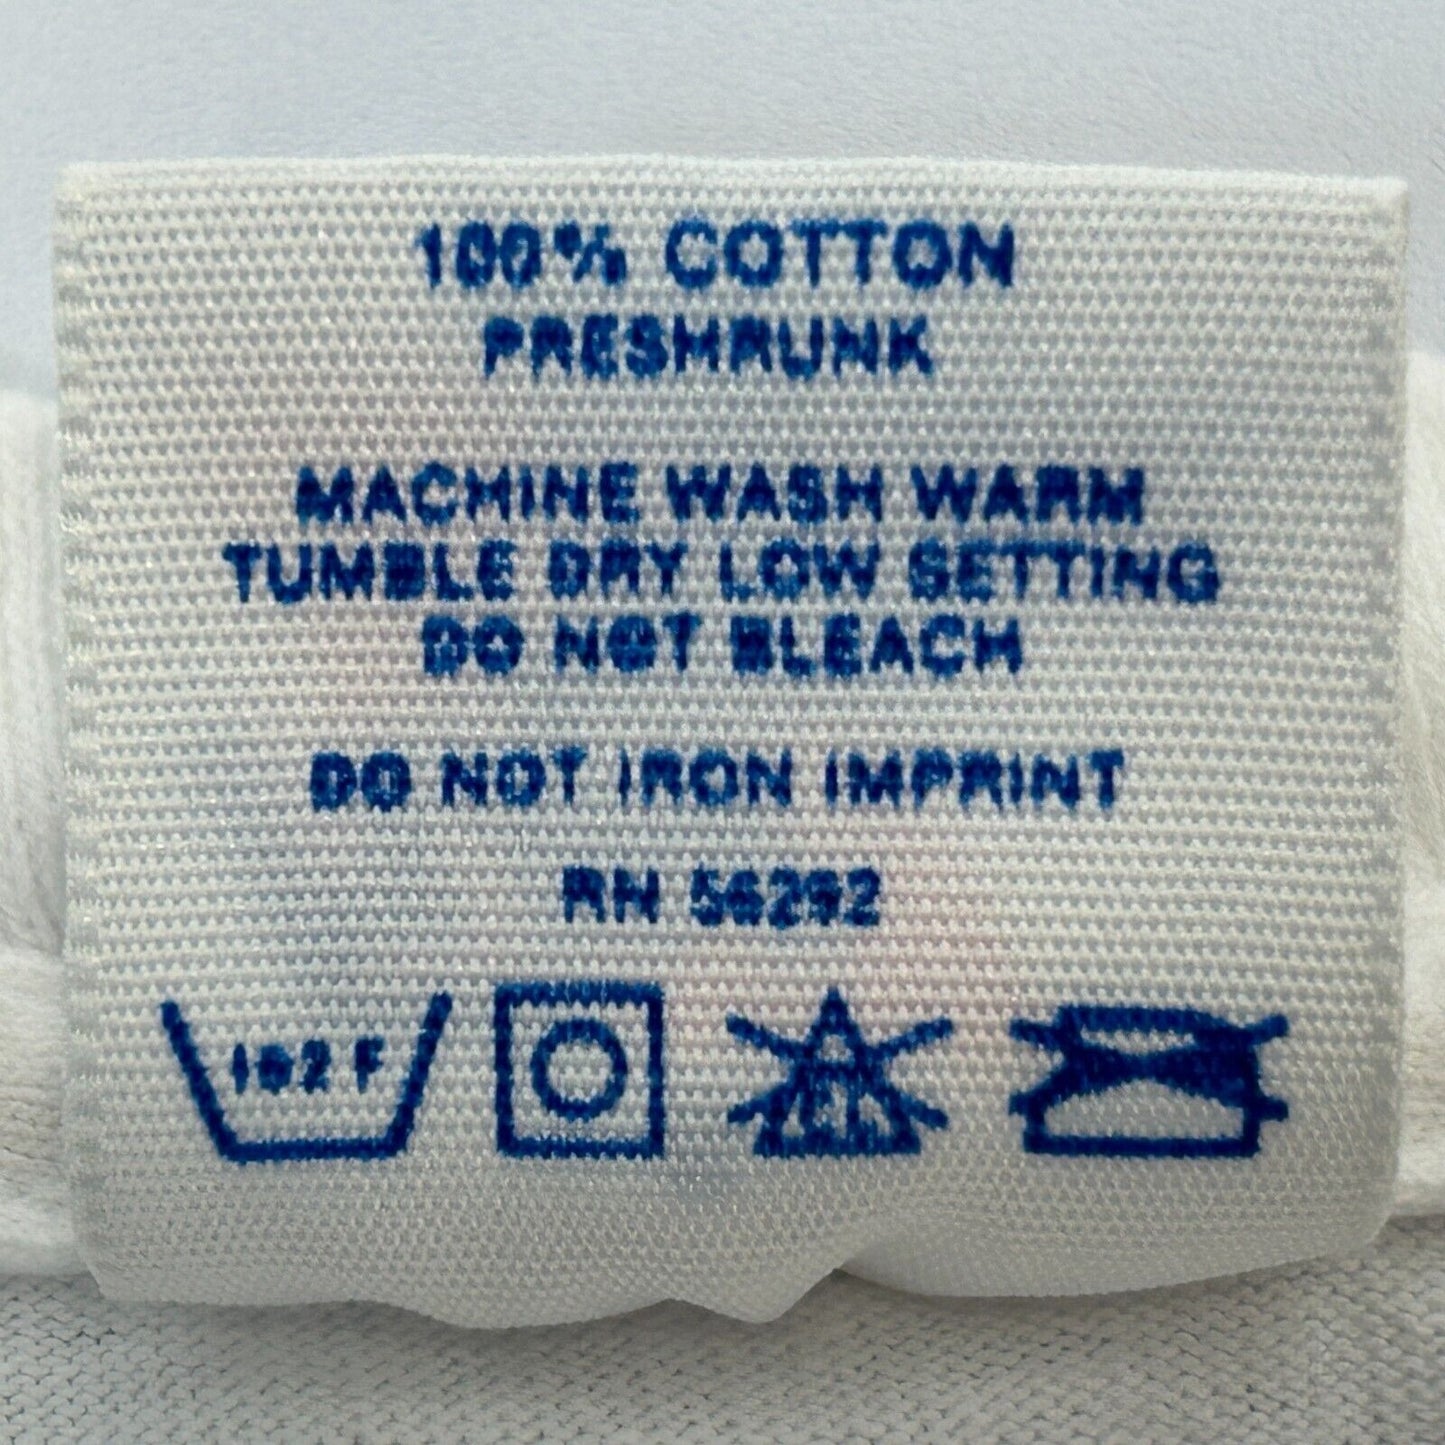 100% COTTON
PRESHRUNK
MACHINE WASH WARM
TUMBLE DRY LOW SETTING
DO NOT BLEACH
DO NOT IRON IMPRINT
RN 56292
102 F